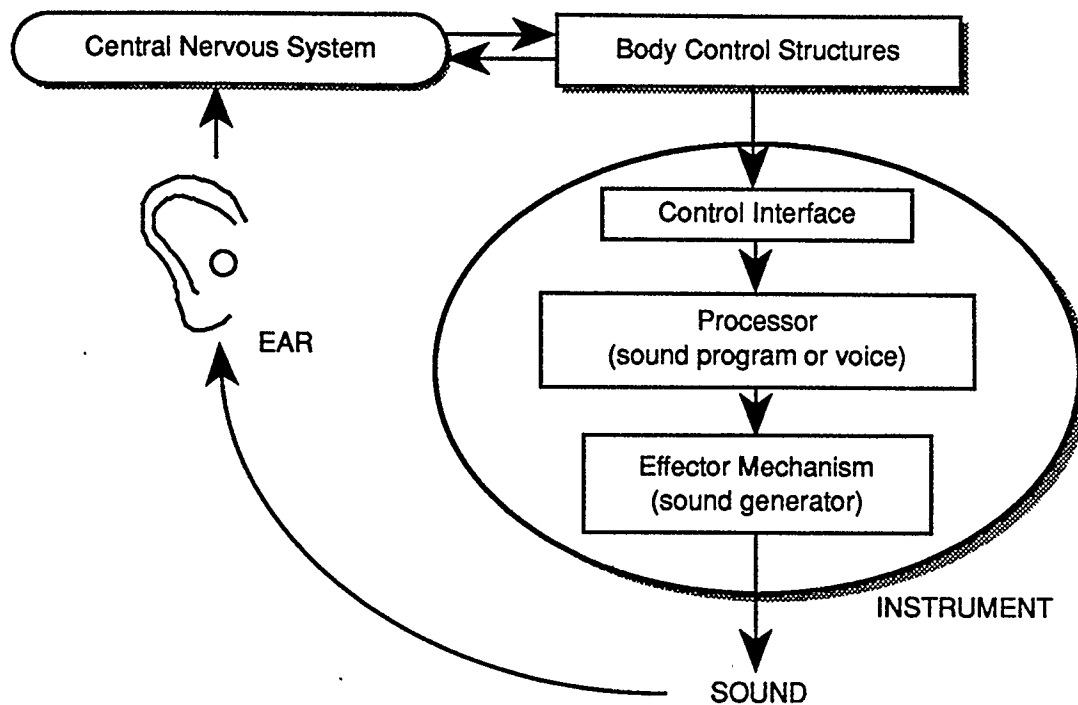 Central Nervous System
Body Control Structures
Control Interface
Processor
(sound program or voice)
EAR
Effector Mechanism
(sound generator)
INSTRUMENT
SOUND